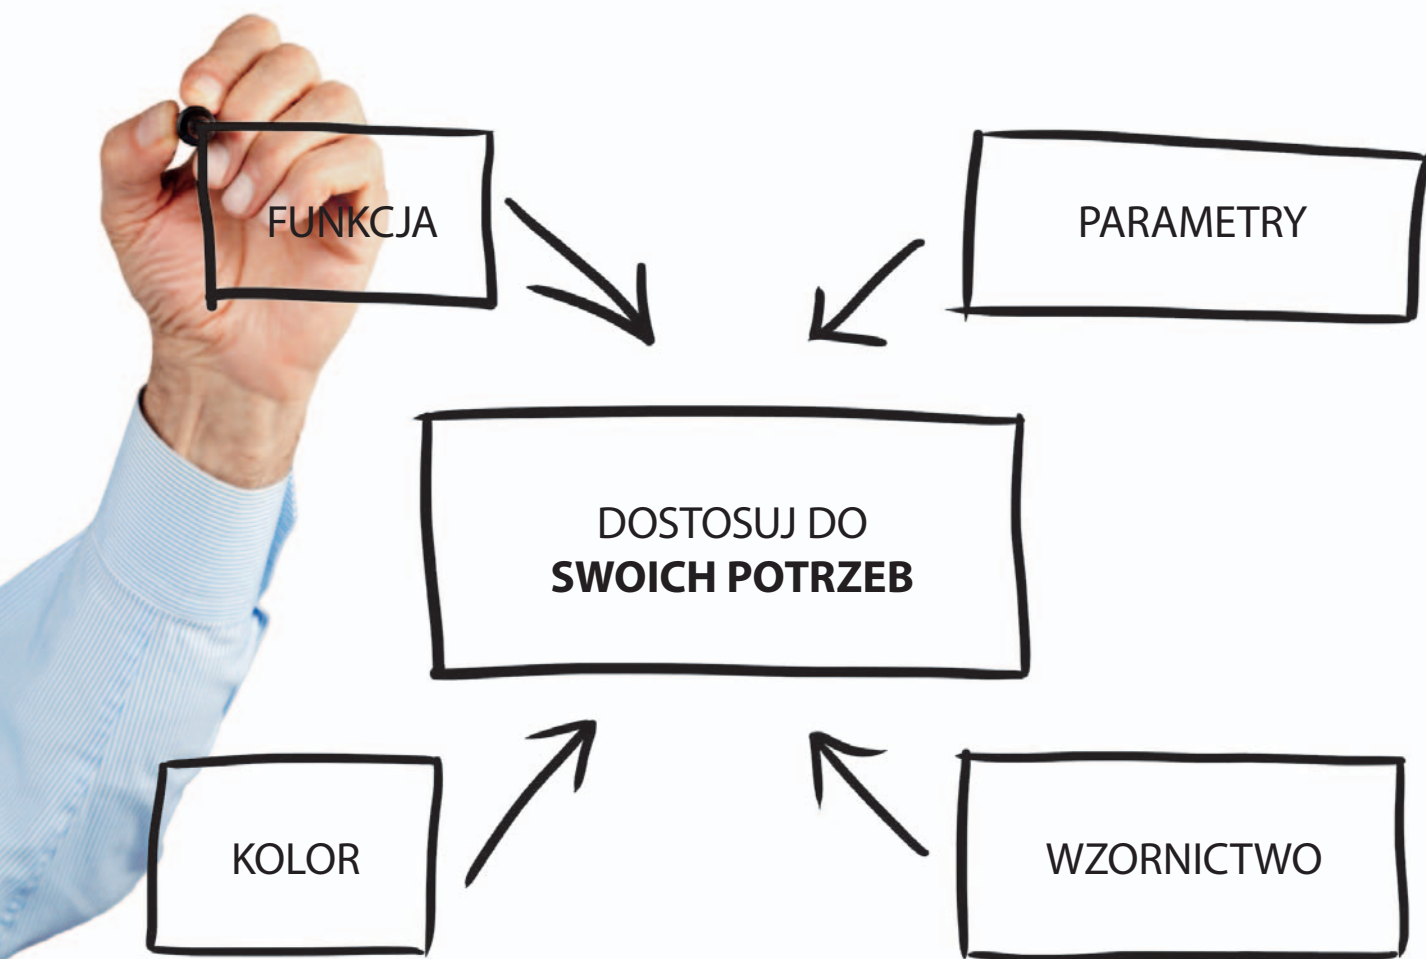 FUNKCJA
PARAMETRY
DOSTOSUJ DO
SWOICH POTRZEB
KOLOR
WZORNICTWO